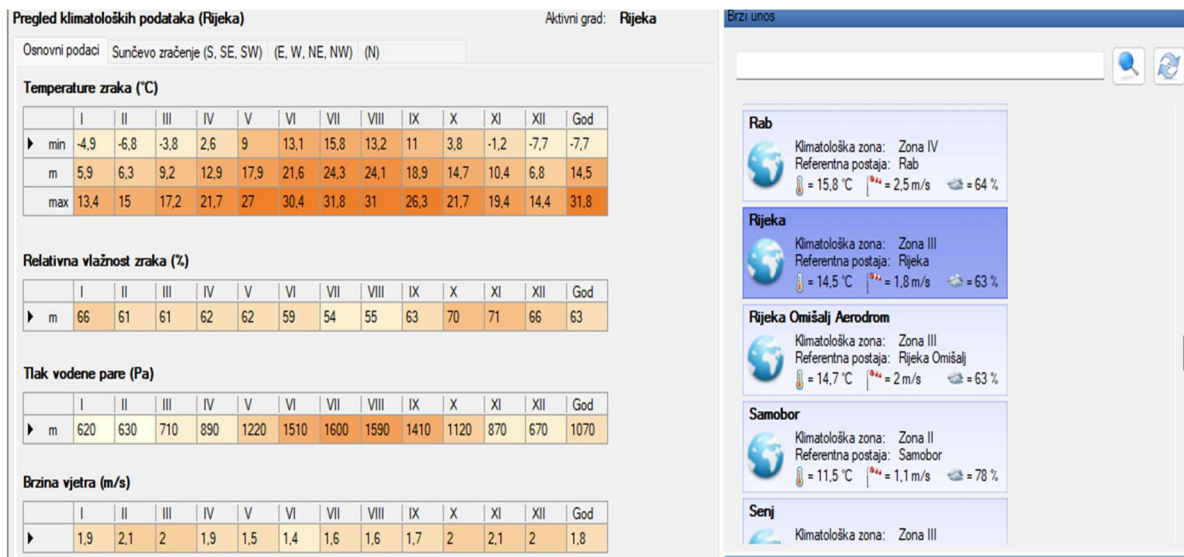 Pregled klimatoloških podataka (Rijeka) Aktivni grad: Rijeka
Osnovni podaci Sunčevo zračenje (S, SE, SW) (E, W, NE, NW) (N)
Temperature zraka (°C)
I II III IV V VI VII VIII IX X XI XII God
min -4,9 -6,8 -3,8 2,6 9 13,1 15,8 13,2 11 3,8 -1,2 -7,7 -7,7
m 5,9 6,3 9,2 12,9 17,9 21,6 24,3 24,1 18,9 14,7 10,4 6,8 14,5
max 13,4 15 17,2 21,7 27 30,4 31,8 31 26,3 21,7 19,4 14,4 31,8
Relativna vlažnost zraka (%)
I II III IV V VI VII VIII IX X XI XII God
m 66 61 61 62 62 59 54 55 63 70 71 66 63
Tlak vodene pare (Pa)
I II III IV V VI VII VIII IX X XI XII God
m 620 630 710 890 1220 1510 1600 1590 1410 1120 870 670 1070
Brzina vjetra (m/s)
I II III IV V VI VII VIII IX X XI XII God
1,9 2,1 2 1,9 1,5 1,4 1,6 1,6 1,7 2 2,1 2 1,8
Brzi unos
Rab
Klimatološka zona: Zona IV
Referentna postaja: Rab
= 15,8 °C = 2,5 m/s = 64 %
Rijeka
Klimatološka zona: Zona III
Referentna postaja: Rijeka
= 14,5 °C = 1,8 m/s = 63 %
Rijeka Omišalj Aerodrom
Klimatološka zona: Zona III
Referentna postaja: Rijeka Omišalj
= 14,7 °C = 2 m/s = 63 %
Samobor
Klimatološka zona: Zona II
Referentna postaja: Samobor
= 11,5 °C = 1,1 m/s = 78 %
Senj
Klimatološka zona: Zona III